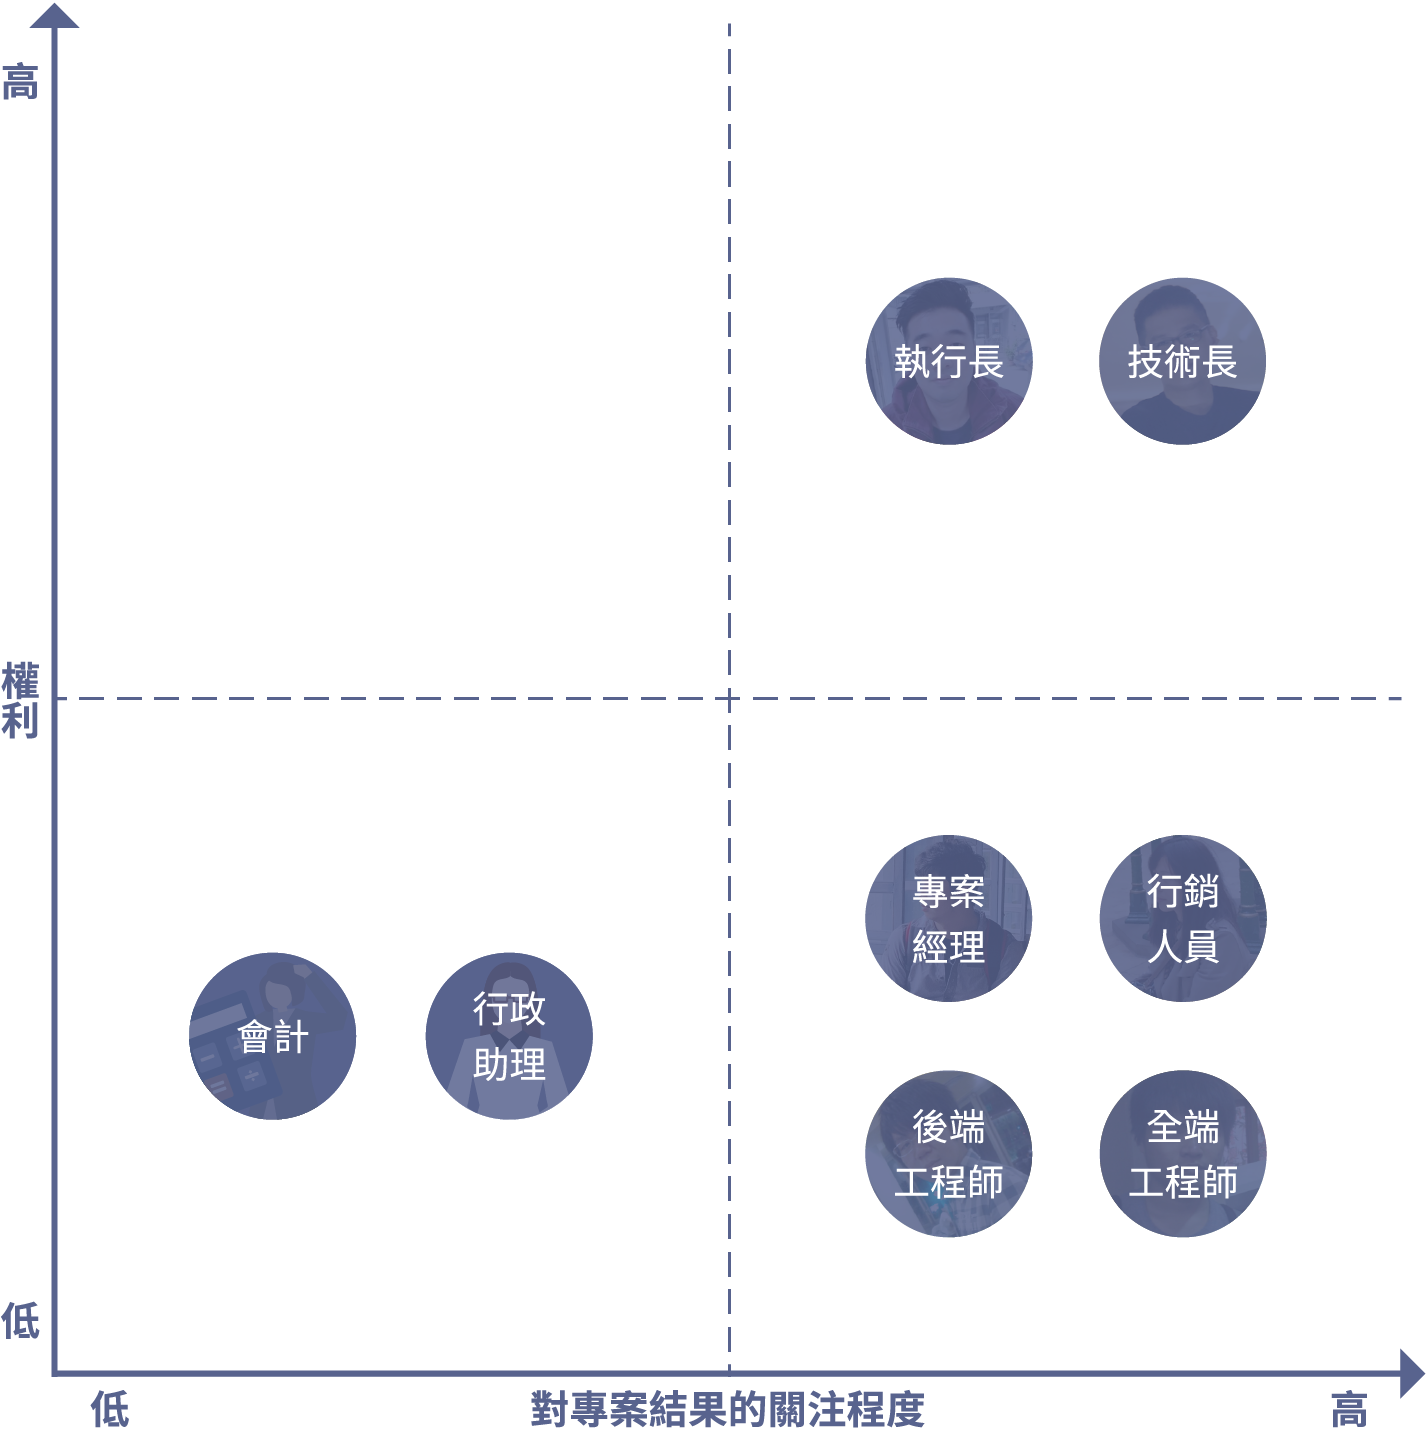 高
執行長
技術長
權
利
專案
經理
行銷
人員
會計
行政
助理
後端
工程師
全端
工程師
低
低
對專案結果的關注程度
高